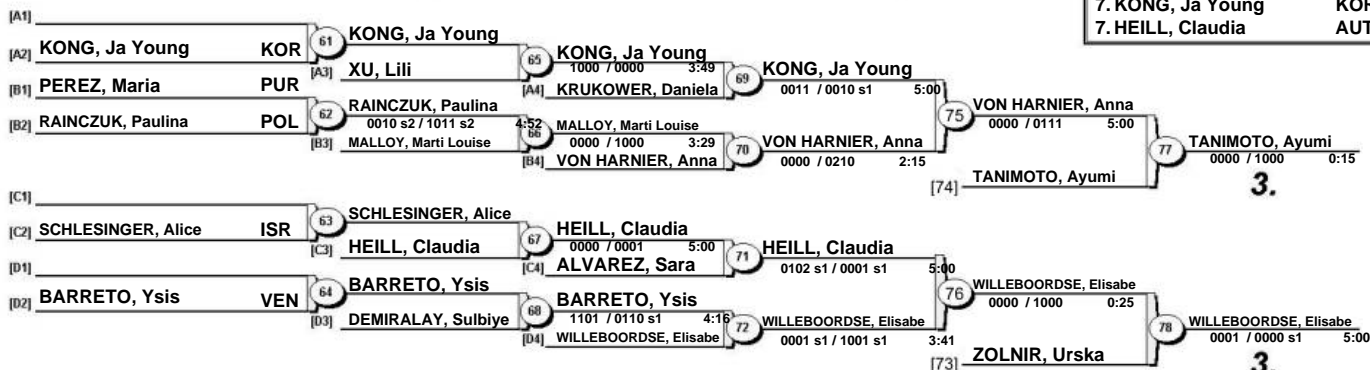 7. KONG, Ja Young KOR
7. HEILL, Claudia AUT
[A1]
[A2] KONG, Ja Young KOR
61
KONG, Ja Young
[A3] XU, Lili
65
KONG, Ja Young
1000 / 0000 3:49
[A4] KRUKOWER, Daniela
69
KONG, Ja Young
0011 / 0010 s1 5:00
[B1] PEREZ, Maria PUR
[B2] RAINCZUK, Paulina POL
62
RAINCZUK, Paulina
0010 s2 / 1011 s2 4:52
[B3] MALLOY, Marti Louise
66
MALLOY, Marti Louise
0000 / 1000 3:29
[B4] VON HARNIER, Anna
70
VON HARNIER, Anna
0000 / 0210 2:15
75
VON HARNIER, Anna
0000 / 0111 5:00
[74] TANIMOTO, Ayumi
77
TANIMOTO, Ayumi
0000 / 1000 0:15
3.
[C1]
[C2] SCHLESINGER, Alice ISR
63
SCHLESINGER, Alice
[C3] HEILL, Claudia
67
HEILL, Claudia
0000 / 0001 5:00
[C4] ALVAREZ, Sara
71
HEILL, Claudia
0102 s1 / 0001 s1 5:00
[D1]
[D2] BARRETO, Ysis VEN
64
BARRETO, Ysis
[D3] DEMIRALAY, Sulbiye
68
BARRETO, Ysis
1101 / 0110 s1 4:16
[D4] WILLEBOORDSE, Elisabe
72
WILLEBOORDSE, Elisabe
0001 s1 / 1001 s1 3:41
76
WILLEBOORDSE, Elisabe
0000 / 1000 0:25
[73] ZOLNIR, Urska
78
WILLEBOORDSE, Elisabe
0001 / 0000 s1 5:00
3.